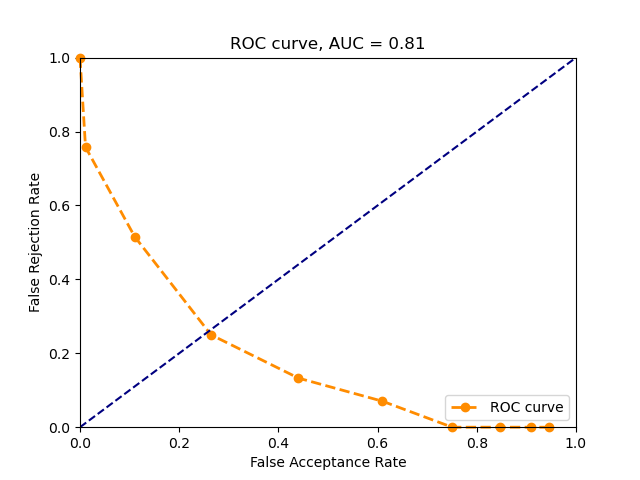 ROC curve, AUC = 0.81
1.0
0.8
0.6
0.4
0.2
0.0
False Rejection Rate
ROC curve
0.0 0.2 0.4 0.6 0.8 1.0
False Acceptance Rate